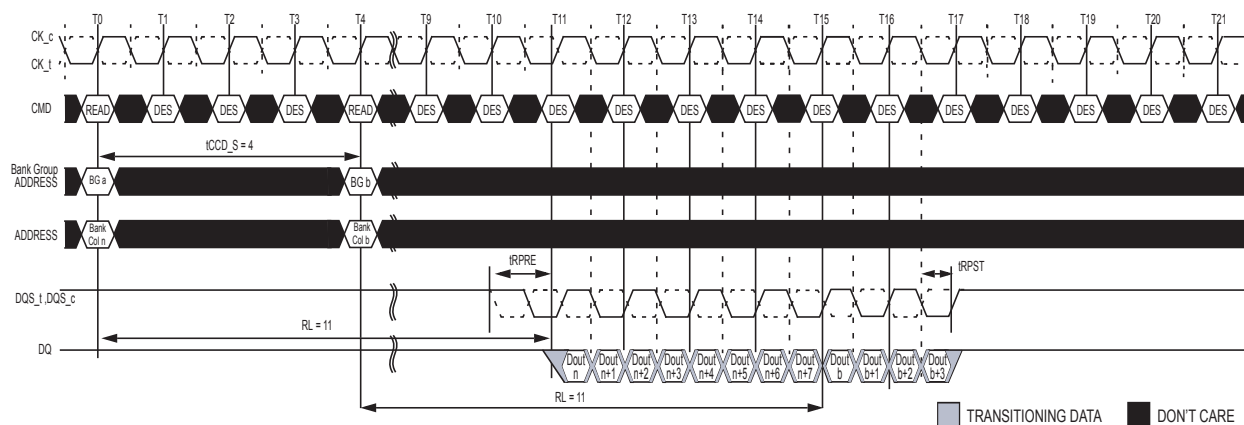 T0 T1 T2 T3 T4 T9 T10 T11 T12 T13 T14 T15 T16 T17 T18 T19 T20 T21
CK_c
CK_t
CMD READ DES DES DES READ DES DES DES DES DES DES DES DES DES DES DES DES DES
tCCD_S = 4
Bank Group
ADDRESS
BG a BG b
ADDRESS
Bank
Col n
Bank
Col b
tRPRE tRPST
DQS_t ,DQS_c
RL = 11
DQ
Dout Dout Dout Dout Dout Dout Dout Dout Dout Dout Dout Dout
n n+1 n+2 n+3 n+4 n+5 n+6 n+7 b b+1 b+2 b+3
RL = 11
TRANSITIONING DATA DON'T CARE